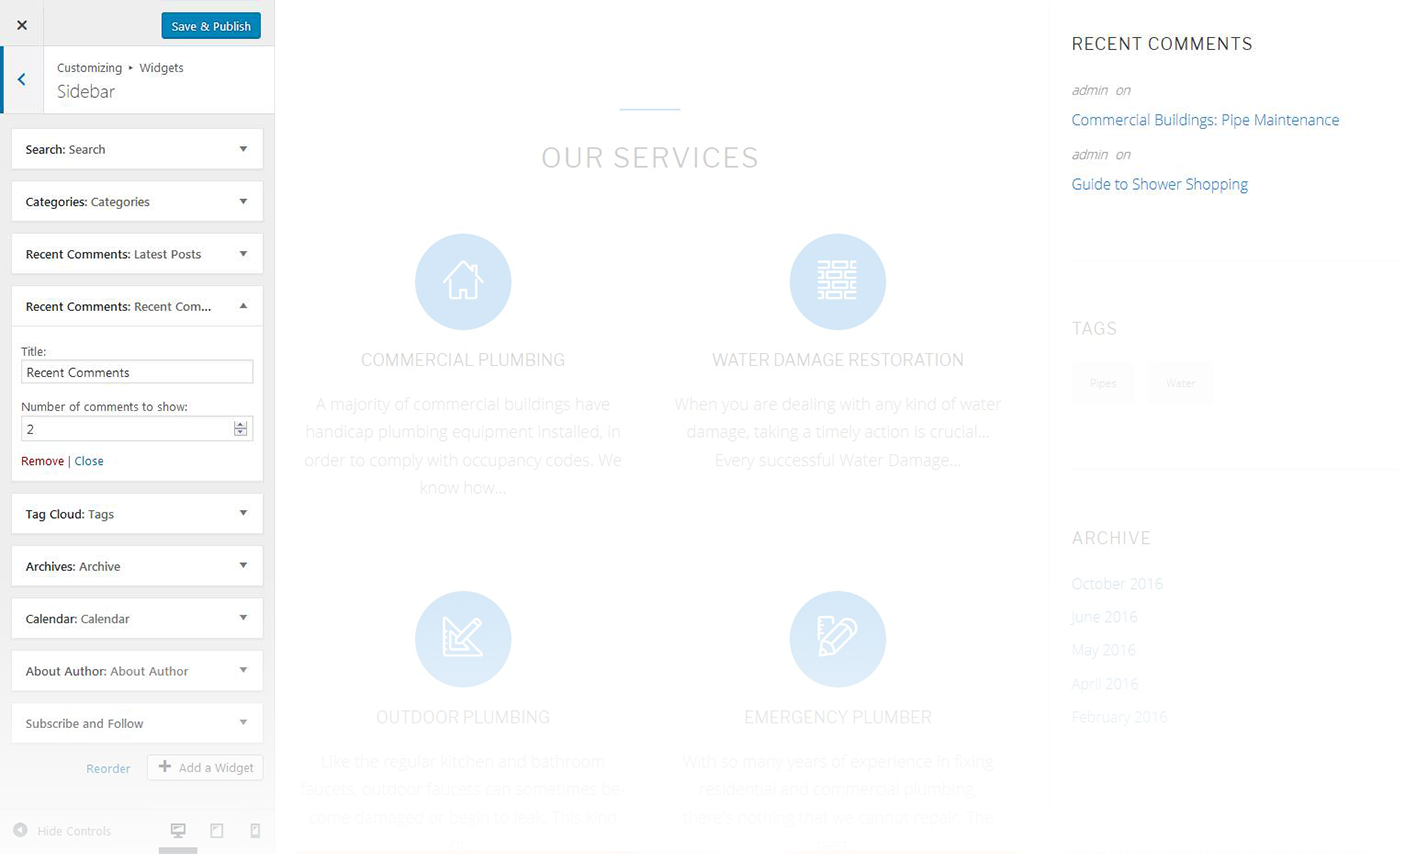 Save & Publish
Customizing ▸ Widgets
Sidebar
Search: Search
Categories: Categories
Recent Comments: Latest Posts
Recent Comments: Recent Com...
Title:
Recent Comments
Number of comments to show:
2
Remove | Close
Tag Cloud: Tags
Archives: Archive
Calendar: Calendar
About Author: About Author
Subscribe and Follow
Reorder
Add a Widget
Hide Controls
OUR SERVICES
COMMERCIAL PLUMBING
A majority of commercial buildings have
handicap plumbing equipment installed, in
order to comply with occupancy codes. We
know how...
WATER DAMAGE RESTORATION
When you are dealing with any kind of water
damage, taking a timely action is crucial...
Every successful Water Damage...
OUTDOOR PLUMBING
Like the regular kitchen and bathroom
faucets, outdoor faucets can sometimes be
come damaged or begin to leak. This kind
EMERGENCY PLUMBER
With so many years of experience in fixing
residential and commercial plumbing,
there's nothing that we cannot repair. The
RECENT COMMENTS
admin on
Commercial Buildings: Pipe Maintenance
admin on
Guide to Shower Shopping
TAGS
Pipes
Water
ARCHIVE
October 2016
June 2016
May 2016
April 2016
February 2016